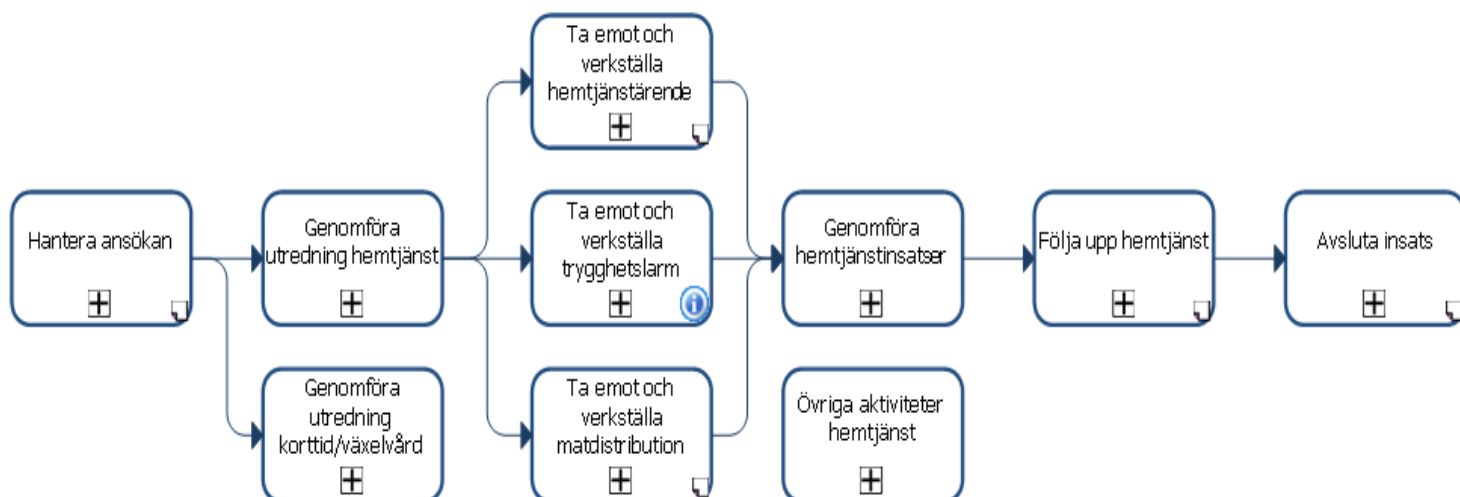 Ta emot och
verkställa
hemtjänstärende
Hantera ansökan
Genomföra
utredning hemtjänst
Ta emot och
verkställa
trygghetslarm
Genomföra
hemtjänstinsatser
Följa upp hemtjänst
Avsluta insats
Genomföra
utredning
korttid/växelvård
Ta emot och
verkställa
matdistribution
Övriga aktiviteter
hemtjänst